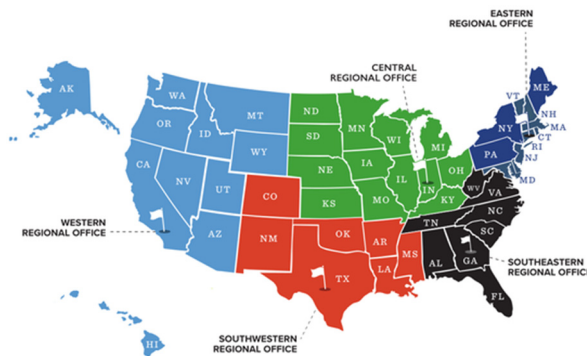 EASTERN
REGIONAL OFFICE
CENTRAL
REGIONAL OFFICE
AK
WA
MT
ND
MN
ME
VT
NH
OR
ID
SD
WI
MI
NY
MA
CT
RI
WY
IA
PA
NJ
CA
NV
UT
NE
IL
IN
OH
MD
CO
KS
MO
KY
WV
VA
WESTERN
REGIONAL OFFICE
AZ
NM
OK
AR
TN
NC
SC
TX
LA
MS
AL
GA
SOUTHEASTERN
REGIONAL OFFICE
FL
HI
SOUTHWESTERN
REGIONAL OFFICE